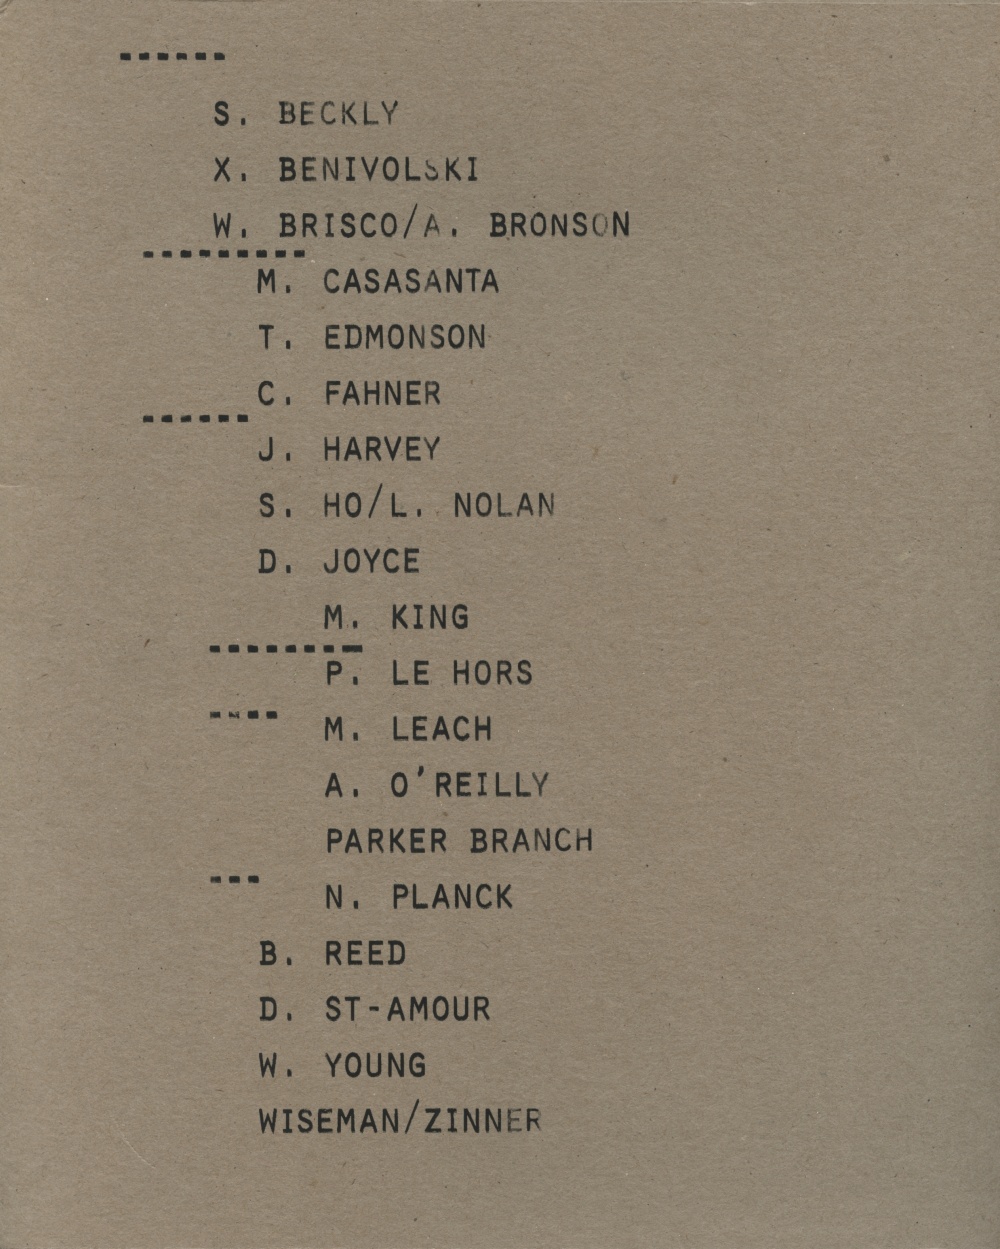 S. BECKLY
X. BENIVOLSKI
W. BRISCO/A. BRONSON
M. CASASANTA
T. EDMONSON
C. FAHNER
J. HARVEY
S. HO/L. NOLAN
D. JOYCE
M. KING
P. LE HORS
M. LEACH
A. O'REILLY
PARKER BRANCH
N. PLANCK
B. REED
D. ST-AMOUR
W. YOUNG
WISEMAN/ZINNER